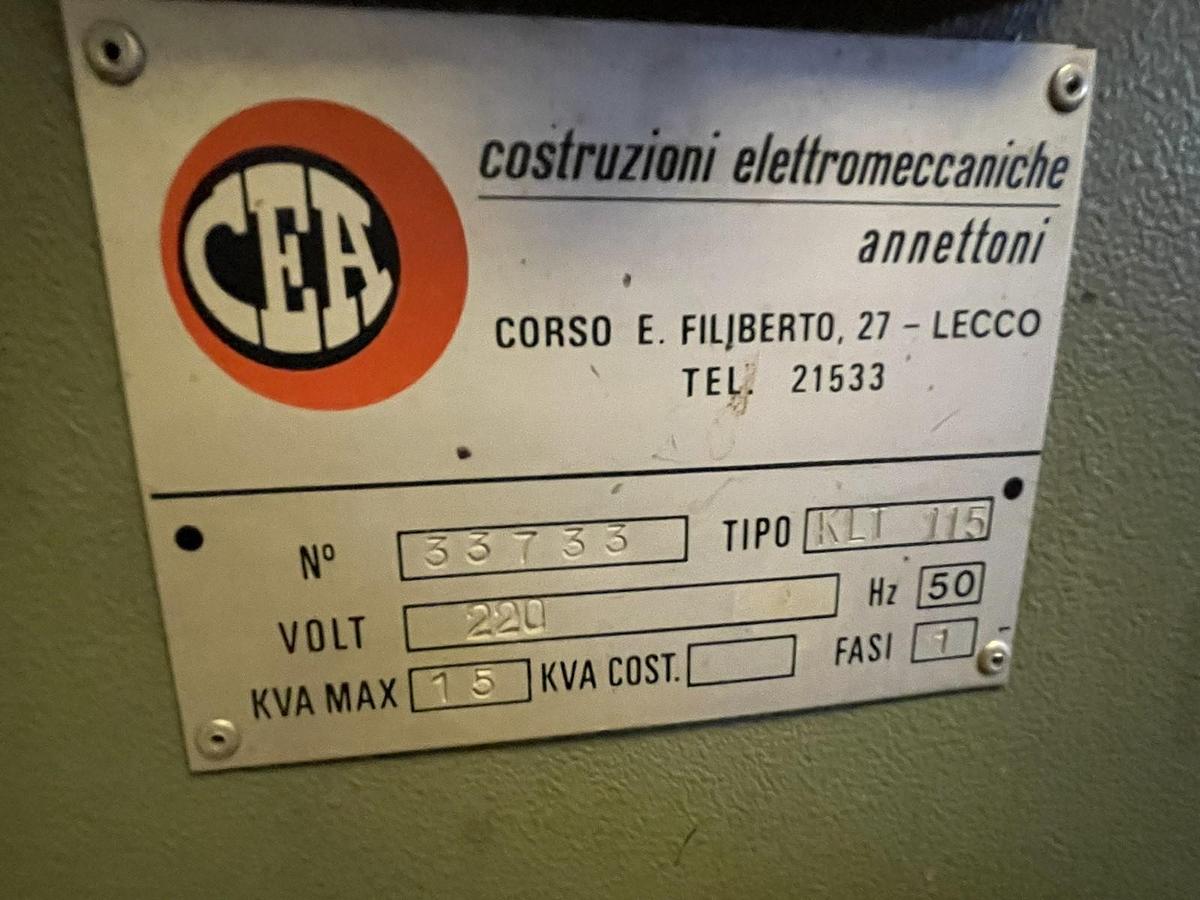 CEA
costruzioni elettromeccaniche
annettoni
CORSO E. FILIBERTO, 27 - LECCO
TEL. 21533
Nº 33733 TIPO KLT 115
VOLT 220 Hz 50
KVA MAX 15 KVA COST. FASI 1